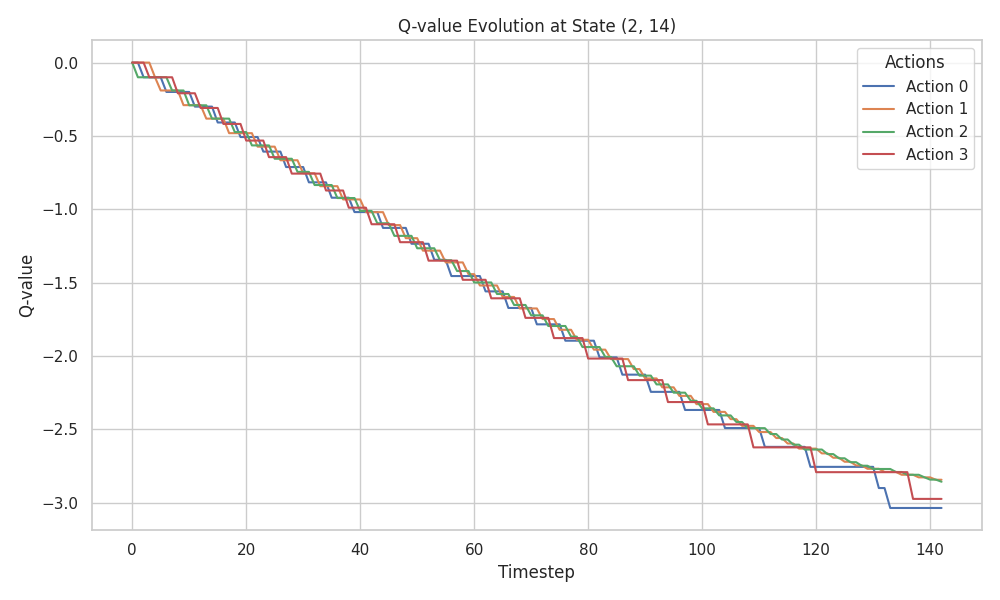 Q-value Evolution at State (2, 14)
Q-value
0.0
−0.5
−1.0
−1.5
−2.0
−2.5
−3.0
Actions
Action 0
Action 1
Action 2
Action 3
0
20
40
60
80
100
120
140
Timestep